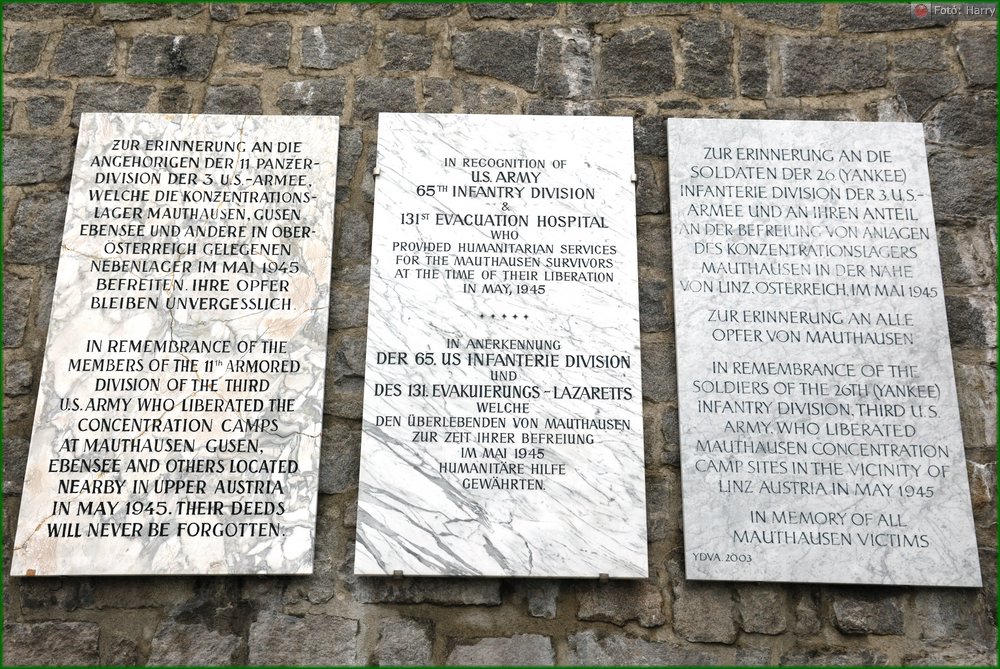 Fotó: Harry
ZUR ERINNERUNG AN DIE
ANGEHÖRIGEN DER 11. PANZER-
DIVISION DER 3. U.S.-ARMEE,
WELCHE DIE KONZENTRATIONS-
LAGER MAUTHAUSEN, GUSEN,
EBENSEE UND ANDERE IN OBER-
ÖSTERREICH GELEGENEN
NEBENLAGER IM MAI 1945
BEFREITEN. IHRE OPFER
BLEIBEN UNVERGESSLICH.
IN REMEMBRANCE OF THE
MEMBERS OF THE 11th ARMORED
DIVISION OF THE THIRD
U.S. ARMY WHO LIBERATED THE
CONCENTRATION CAMPS
AT MAUTHAUSEN, GUSEN,
EBENSEE AND OTHERS LOCATED
NEARBY IN UPPER AUSTRIA
IN MAY 1945. THEIR DEEDS
WILL NEVER BE FORGOTTEN.
IN RECOGNITION OF
U.S. ARMY
65TH INFANTRY DIVISION
&
131ST EVACUATION HOSPITAL
WHO
PROVIDED HUMANITARIAN SERVICES
FOR THE MAUTHAUSEN SURVIVORS
AT THE TIME OF THEIR LIBERATION
IN MAY, 1945
* * * * *
IN ANERKENNUNG
DER 65. US INFANTERIE DIVISION
UND
DES 131. EVAKUIERUNGS-LAZARETTS
WELCHE
DEN ÜBERLEBENDEN VON MAUTHAUSEN
ZUR ZEIT IHRER BEFREIUNG
IM MAI 1945
HUMANITÄRE HILFE
GEWÄHRTEN.
ZUR ERINNERUNG AN DIE
SOLDATEN DER 26. (YANKEE)
INFANTERIE DIVISION DER 3. U.S-
ARMEE UND AN IHREN ANTEIL
AN DER BEFREIUNG VON ANLAGEN
DES KONZENTRATIONSLAGERS
MAUTHAUSEN IN DER NÄHE
VON LINZ, ÖSTERREICH, IM MAI 1945
ZUR ERINNERUNG AN ALLE
OPFER VON MAUTHAUSEN
IN REMEMBRANCE OF THE
SOLDIERS OF THE 26TH (YANKEE)
INFANTRY DIVISION, THIRD U.S.
ARMY, WHO LIBERATED
MAUTHAUSEN CONCENTRATION
CAMP SITES IN THE VICINITY OF
LINZ AUSTRIA IN MAY 1945
IN MEMORY OF ALL
MAUTHAUSEN VICTIMS
YDVA. 2003